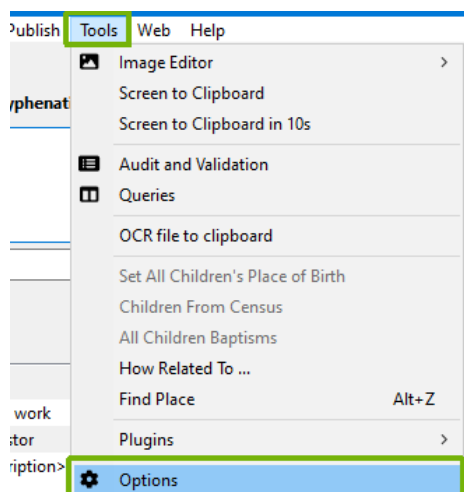 Publish Tools Web Help
Image Editor
Screen to Clipboard
yphenati
Screen to Clipboard in 10s
Audit and Validation
Queries
OCR file to clipboard
Set All Children's Place of Birth
Children From Census
All Children Baptisms
How Related To ...
Find Place Alt+Z
work
stor
Plugins
ription>
Options